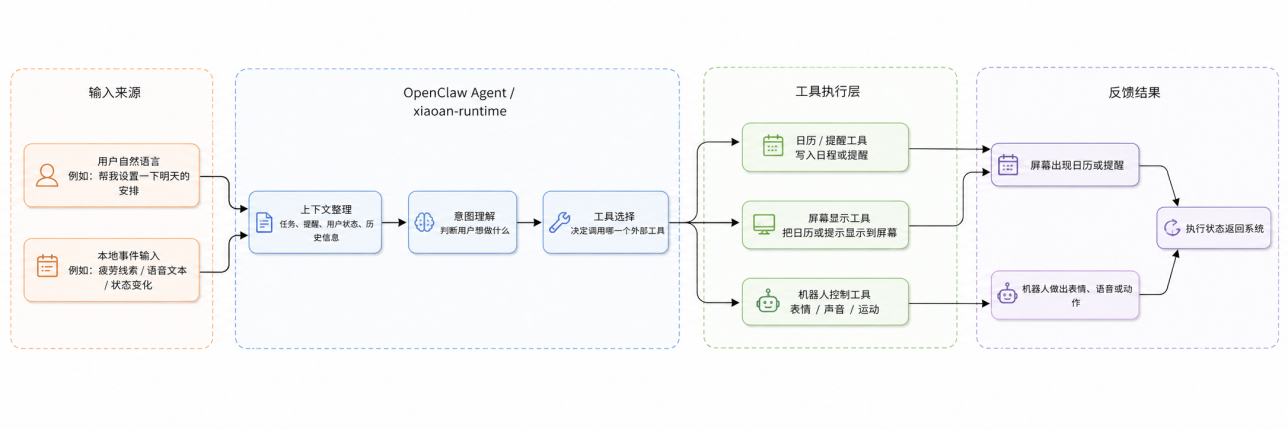 输入来源
用户自然语言
例如：帮我设置一下明天的
安排
本地事件输入
例如：疲劳线索 / 语音文本
/ 状态变化
OpenClaw Agent /
xiaoan-runtime
上下文整理
任务、提醒、用户状态、历
史信息
意图理解
判断用户想做什么
工具选择
决定调用哪一个外部工具
工具执行层
日历 / 提醒工具
写入日程或提醒
屏幕显示工具
把日历或提示显示到屏幕
机器人控制工具
表情 / 声音 / 运动
反馈结果
屏幕出现日历或提醒
机器人做出表情、语音或动
作
执行状态返回系统